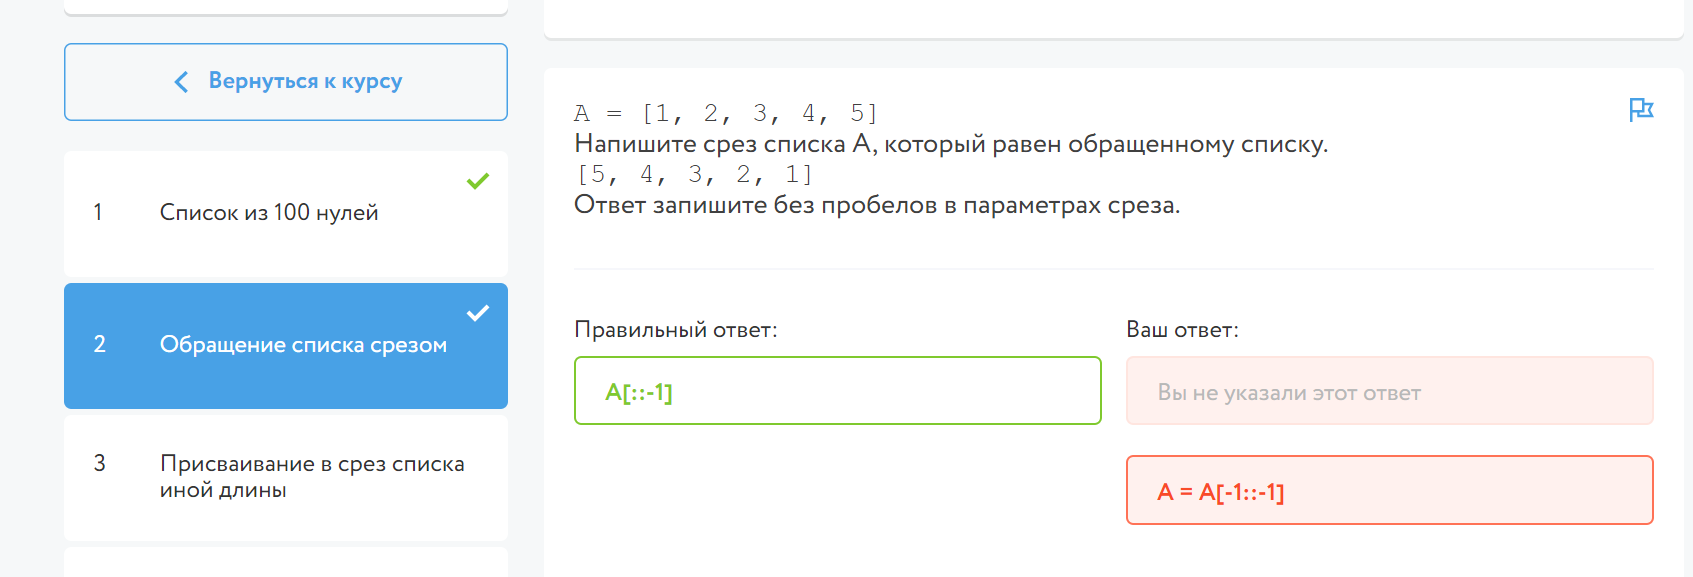 Вернуться к курсу
1 Список из 100 нулей
2 Обращение списка срезом
3 Присваивание в срез списка
иной длины
A = [1, 2, 3, 4, 5]
Напишите срез списка A, который равен обращенному списку.
[5, 4, 3, 2, 1]
Ответ запишите без пробелов в параметрах среза.
Правильный ответ:
A[::-1]
Ваш ответ:
Вы не указали этот ответ
A = A[-1::-1]